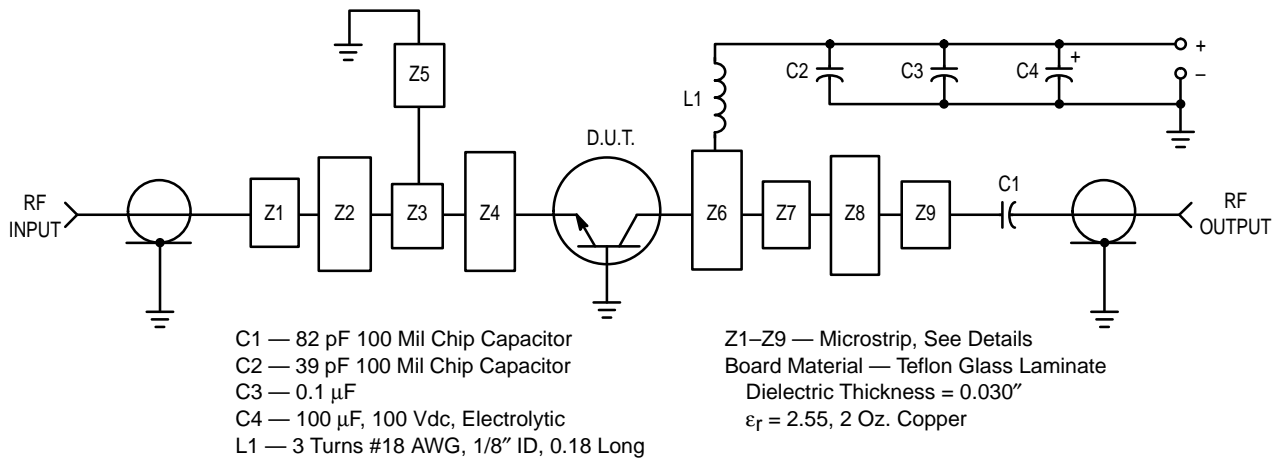 Z5
C2
C3
C4
+
+
–
L1
D.U.T.
RF
INPUT
Z1
Z2
Z3
Z4
Z6
Z7
Z8
Z9
C1
RF
OUTPUT
C1 — 82 pF 100 Mil Chip Capacitor
C2 — 39 pF 100 Mil Chip Capacitor
C3 — 0.1 μF
C4 — 100 μF, 100 Vdc, Electrolytic
L1 — 3 Turns #18 AWG, 1/8″ ID, 0.18 Long
Z1–Z9 — Microstrip, See Details
Board Material — Teflon Glass Laminate
Dielectric Thickness = 0.030″
εr = 2.55, 2 Oz. Copper